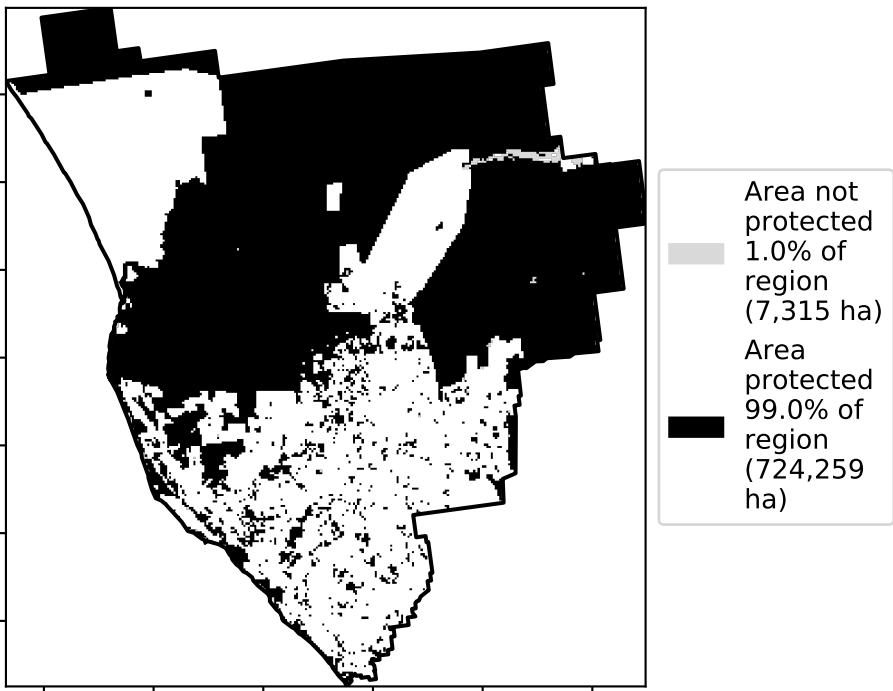 Area not
protected
1.0% of
region
(7,315 ha)
Area
protected
99.0% of
region
(724,259
ha)